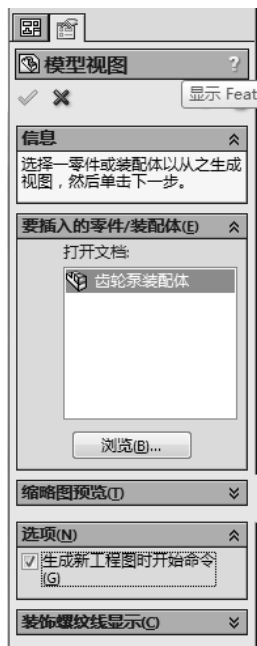 模型视图 ?
显示 Feat
信息
选择一零件或装配体以从之生成
视图，然后单击下一步。
要插入的零件/装配体(E)
打开文档:
齿轮泵装配体
浏览(B)...
缩略图预览(T)
选项(N)
生成新工程图时开始命令
(G)
装饰螺纹线显示(C)